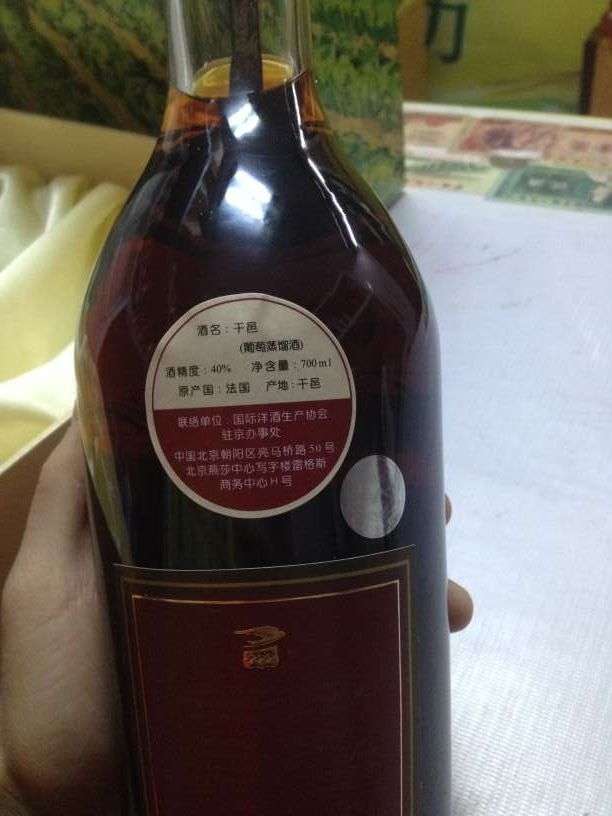 酒名：干邑
(葡萄蒸馏酒)
酒精度：40% 净含量：700ml
原产国：法国 产地：干邑
联络单位：国际洋酒生产协会
驻京办事处
中国北京朝阳区亮马桥路50号
北京燕莎中心写字楼雷格斯
商务中心H号